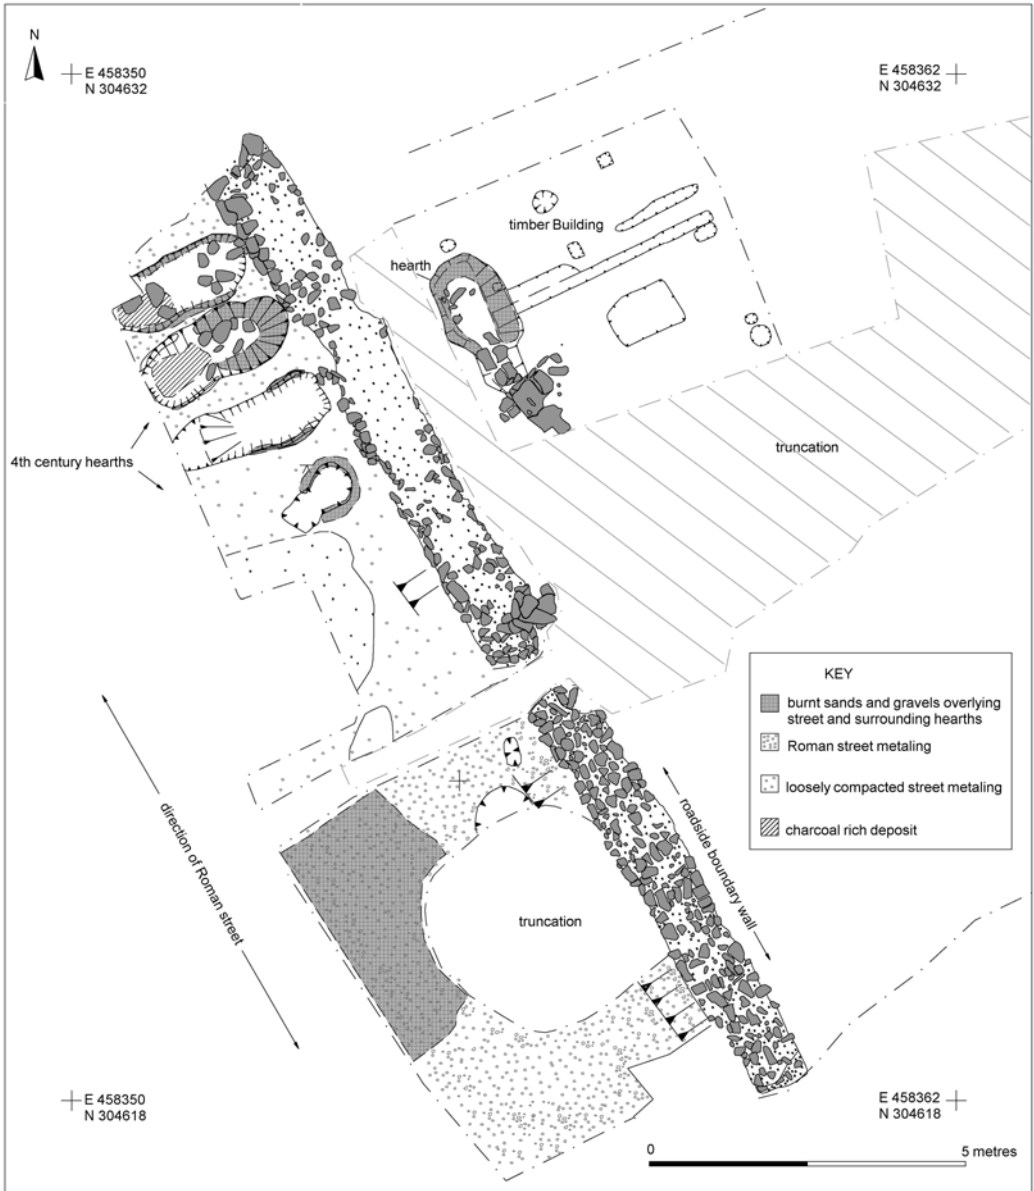 N
E 458350
N 304632
E 458362
N 304632
timber Building
hearth
4th century hearths
truncation
KEY
burnt sands and gravels overlying
street and surrounding hearths
Roman street metaling
loosely compacted street metaling
charcoal rich deposit
direction of Roman street
roadside boundary wall
truncation
E 458350
N 304618
E 458362
N 304618
0
5 metres